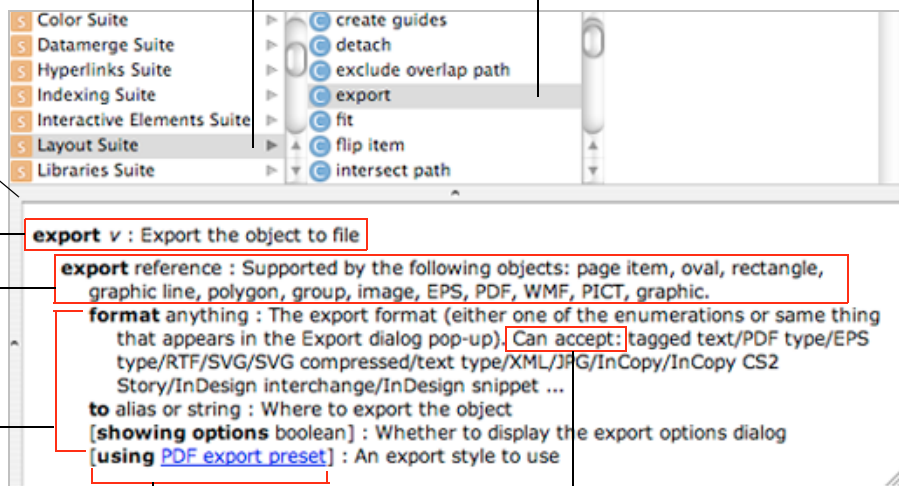 Color Suite
Datamerge Suite
Hyperlinks Suite
Indexing Suite
Interactive Elements Suite
Layout Suite
Libraries Suite
create guides
detach
exclude overlap path
export
fit
flip item
intersect path
export v : Export the object to file
export reference : Supported by the following objects: page item, oval, rectangle,
graphic line, polygon, group, image, EPS, PDF, WMF, PICT, graphic.
format anything : The export format (either one of the enumerations or same thing
that appears in the Export dialog pop-up). Can accept: tagged text/PDF type/EPS
type/RTF/SVG/SVG compressed/text type/XML/JPG/InCopy/InCopy CS2
Story/InDesign interchange/InDesign snippet ...
to alias or string : Where to export the object
[showing options boolean] : Whether to display the export options dialog
[using PDF export preset] : An export style to use